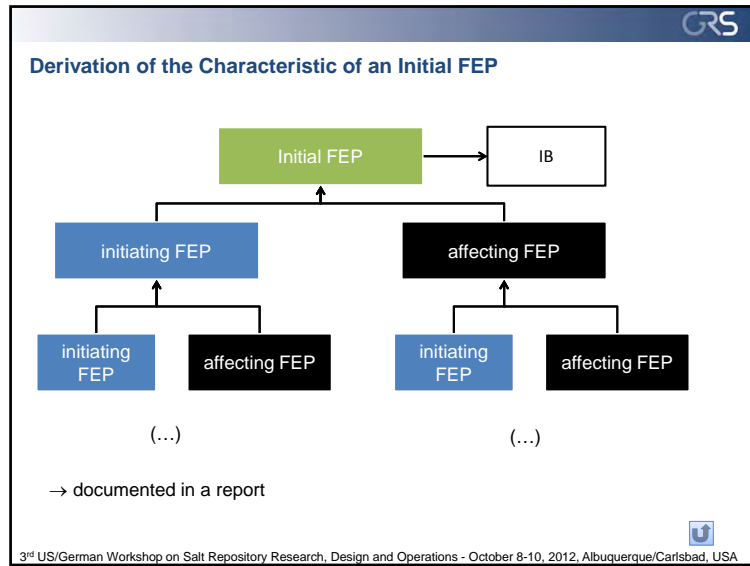 GRS
Derivation of the Characteristic of an Initial FEP
Initial FEP
IB
initiating FEP
affecting FEP
initiating
FEP
affecting FEP
initiating
FEP
affecting FEP
(...)
(...)
→ documented in a report
3rd US/German Workshop on Salt Repository Research, Design and Operations - October 8-10, 2012, Albuquerque/Carlsbad, USA